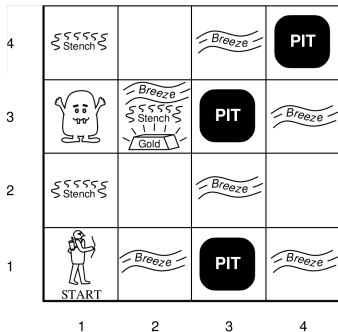 4
Stench
Breeze
PIT
3
Breeze
Stench
Gold
PIT
Breeze
2
Stench
Breeze
1
START
Breeze
PIT
Breeze
1 2 3 4